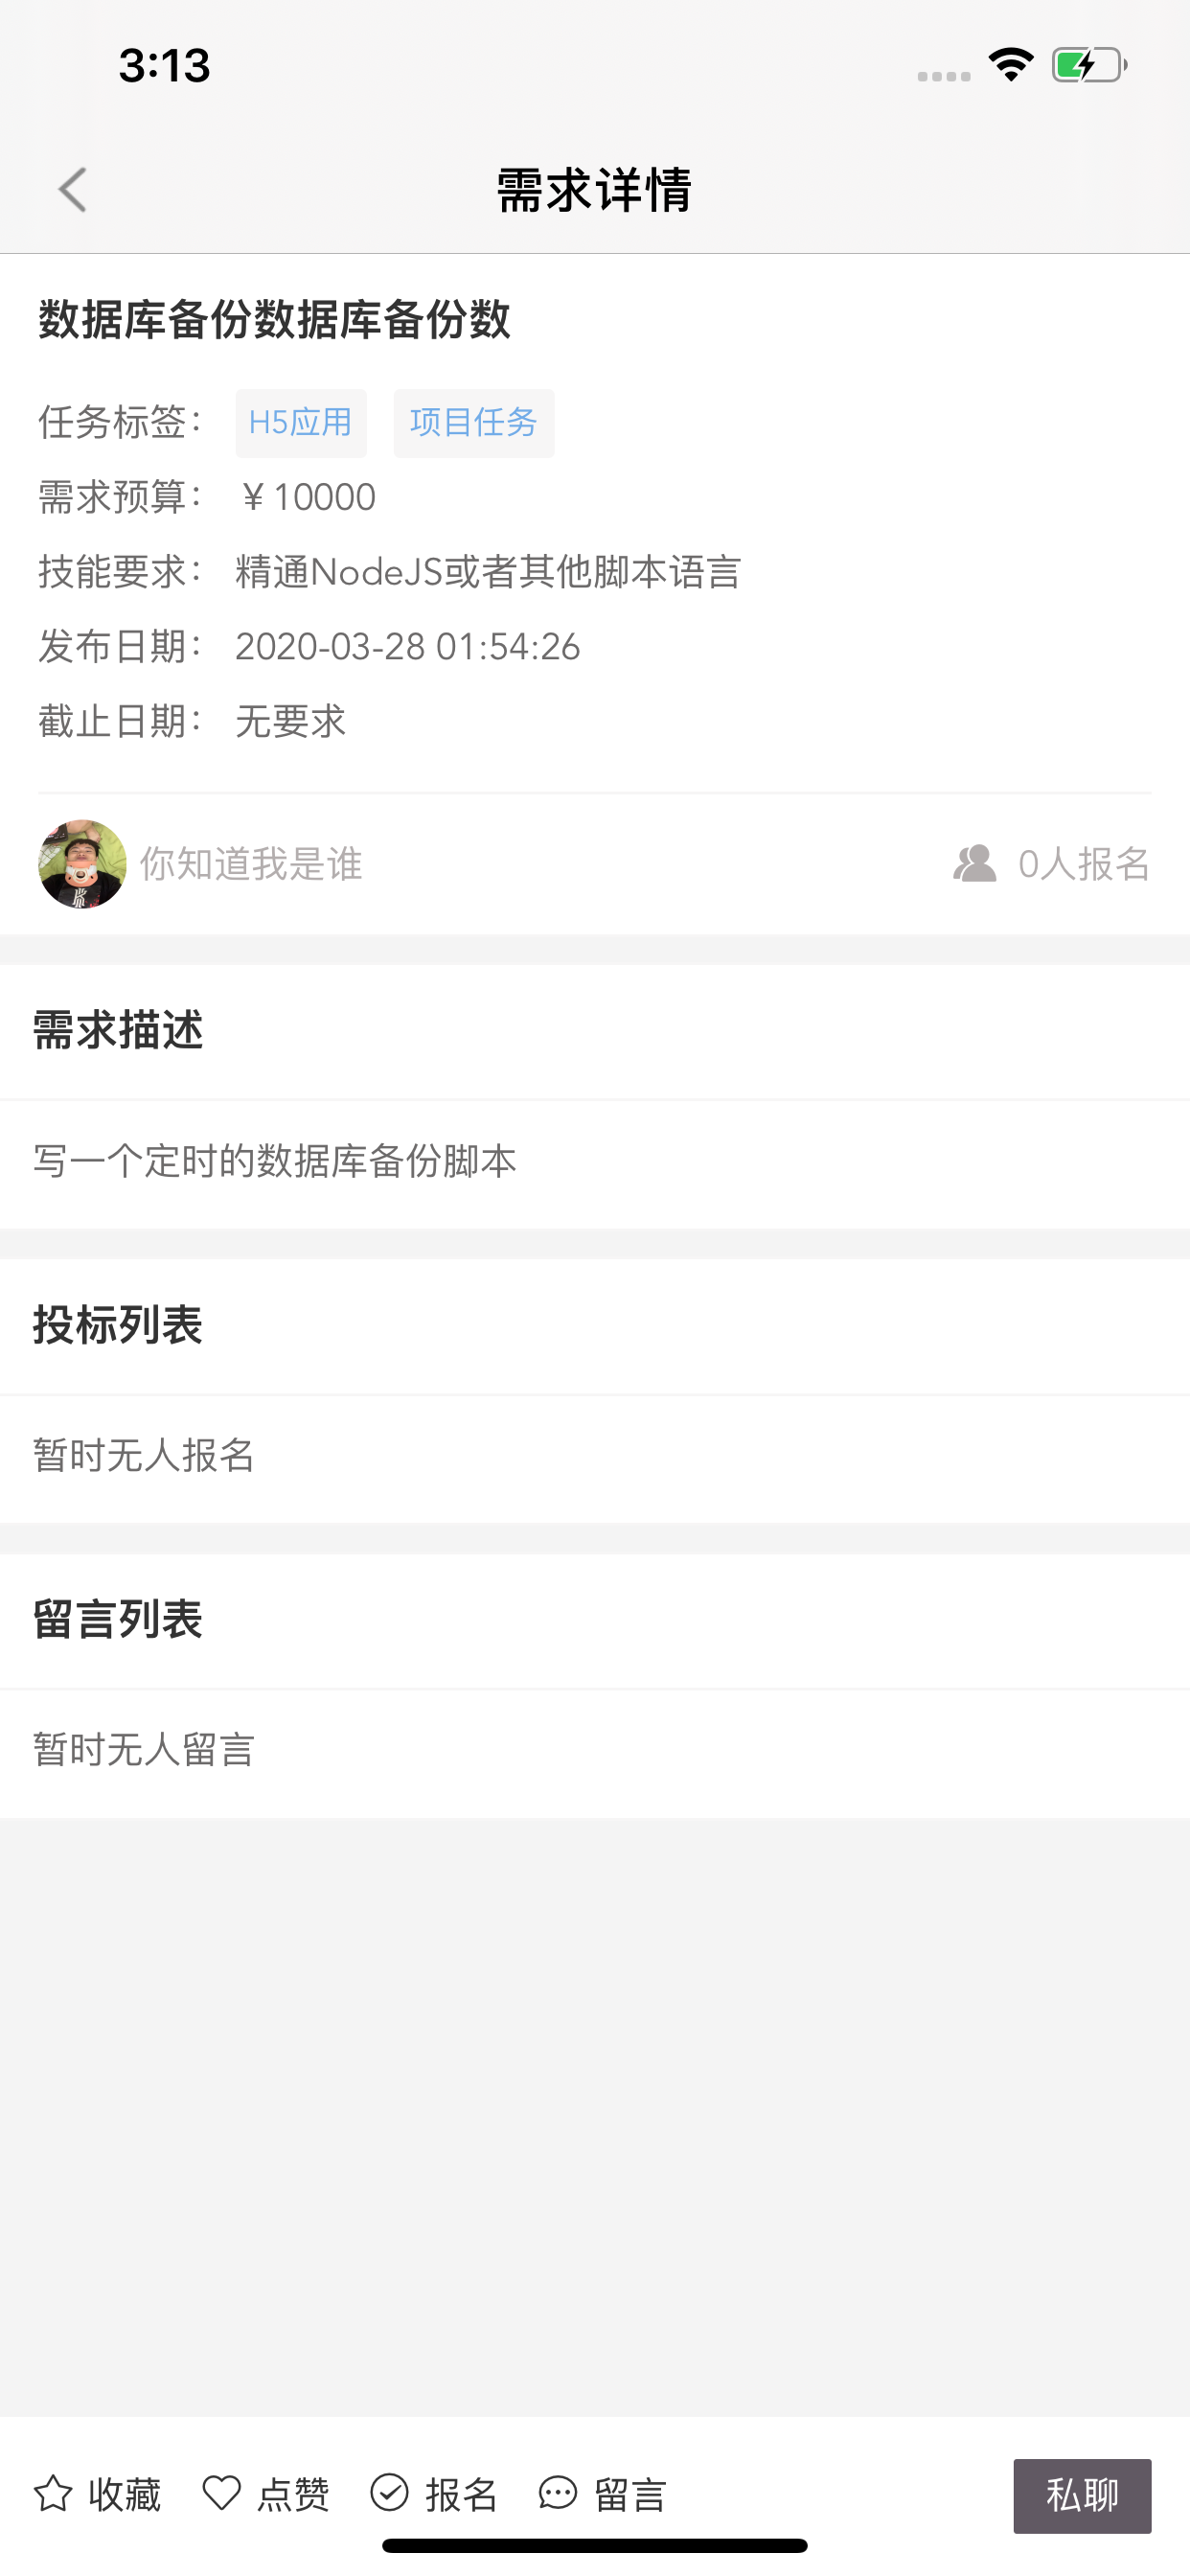 3:13
需求详情
数据库备份数据库备份数
任务标签： H5应用 项目任务
需求预算： ¥10000
技能要求： 精通NodeJS或者其他脚本语言
发布日期： 2020-03-28 01:54:26
截止日期： 无要求
你知道我是谁 0人报名
需求描述
写一个定时的数据库备份脚本
投标列表
暂时无人报名
留言列表
暂时无人留言
收藏 点赞 报名 留言 私聊